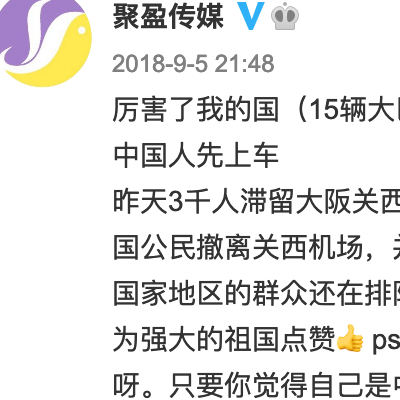 聚盈传媒
2018-9-5 21:48
厉害了我的国（15辆大
中国人先上车
昨天3千人滞留大阪关西
国公民撤离关西机场，
国家地区的群众还在排
为强大的祖国点赞👍 ps
呀。只要你觉得自己是